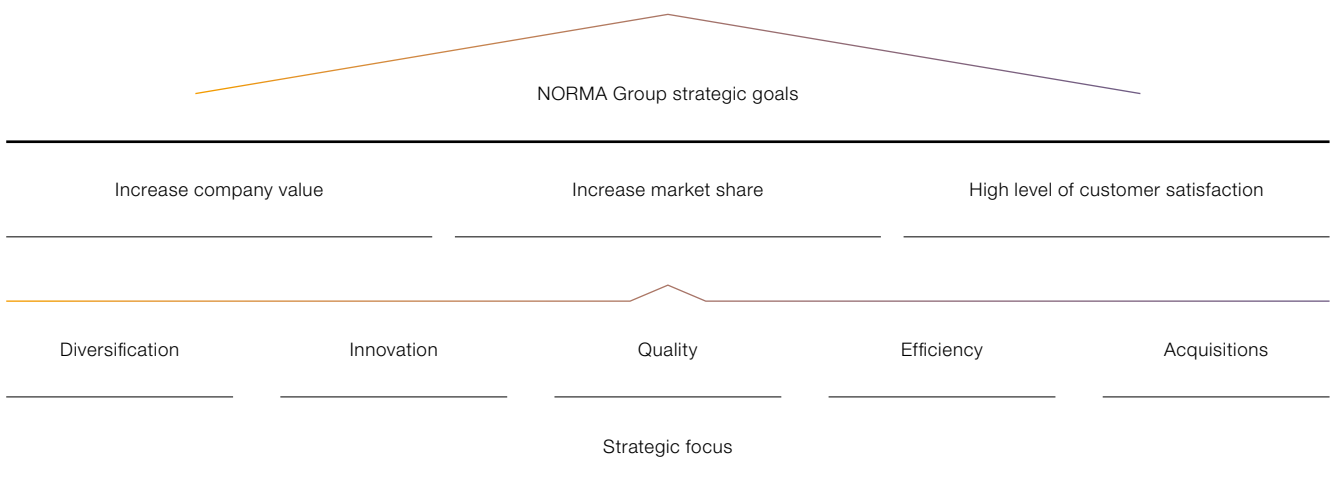 NORMA Group strategic goals
Increase company value
Increase market share
High level of customer satisfaction
Diversification
Innovation
Quality
Efficiency
Acquisitions
Strategic focus